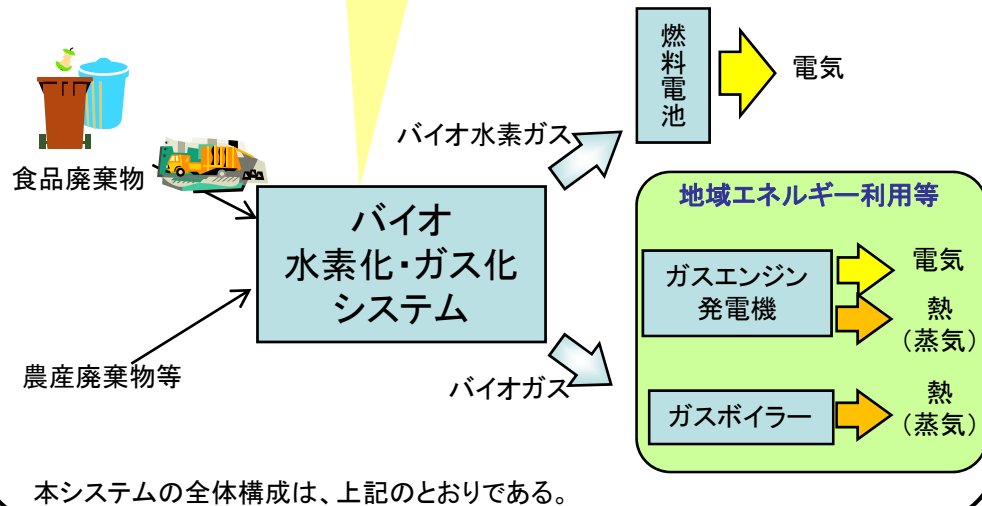 燃料電池
電気
バイオ水素ガス
食品廃棄物
バイオ
水素化・ガス化
システム
農産廃棄物等
バイオガス
地域エネルギー利用等
ガスエンジン
発電機
電気
熱
（蒸気）
ガスボイラー
熱
（蒸気）
本システムの全体構成は、上記のとおりである。